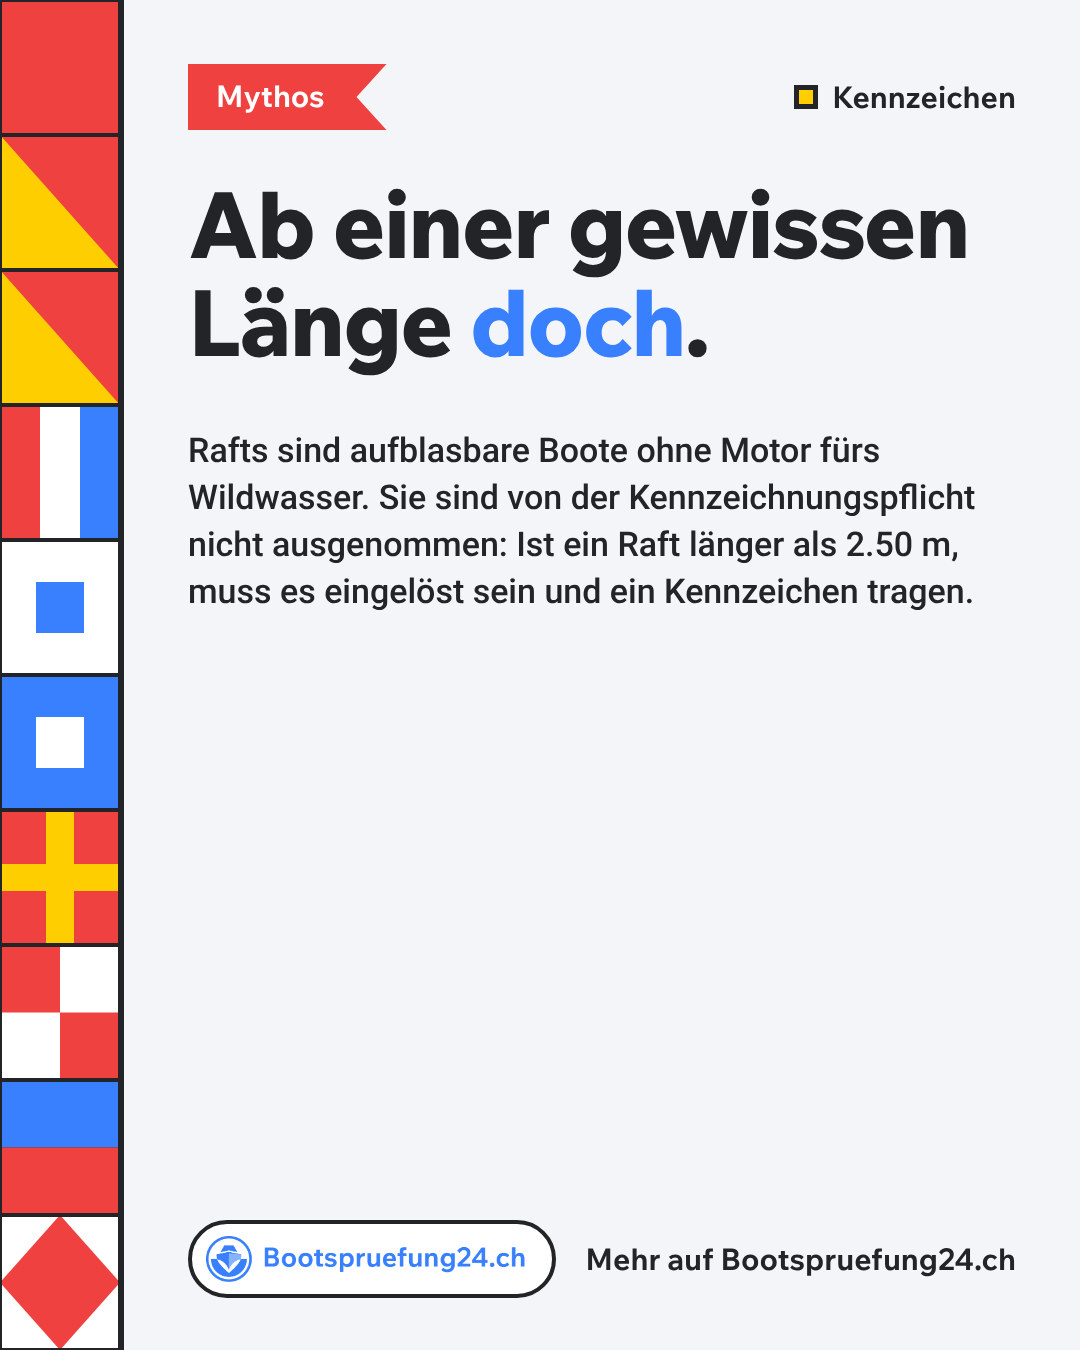 Mythos
Kennzeichen
Ab einer gewissen
Länge doch.
Rafts sind aufblasbare Boote ohne Motor fürs
Wildwasser. Sie sind von der Kennzeichnungspflicht
nicht ausgenommen: Ist ein Raft länger als 2.50 m,
muss es eingelöst sein und ein Kennzeichen tragen.
Bootspruefung24.ch
Mehr auf Bootspruefung24.ch